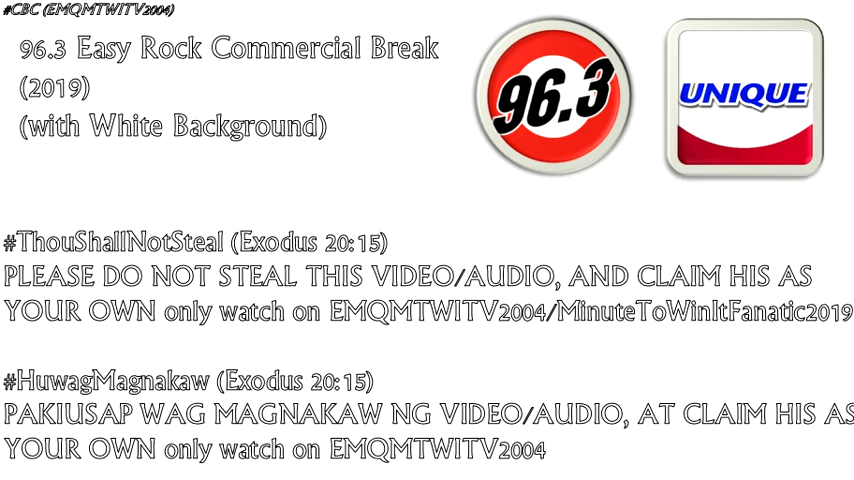 #CBC (EMQMTWITV2004)
96.3 Easy Rock Commercial Break
(2019)
(with White Background)
96.3
UNIQUE
#ThouShallNotSteal (Exodus 20:15)
PLEASE DO NOT STEAL THIS VIDEO/AUDIO, AND CLAIM HIS AS
YOUR OWN only watch on EMQMTWITV2004/MinuteToWinItFanatic2019
#HuwagMagnakaw (Exodus 20:15)
PAKIUSAP WAG MAGNAKAW NG VIDEO/AUDIO, AT CLAIM HIS AS
YOUR OWN only watch on EMQMTWITV2004